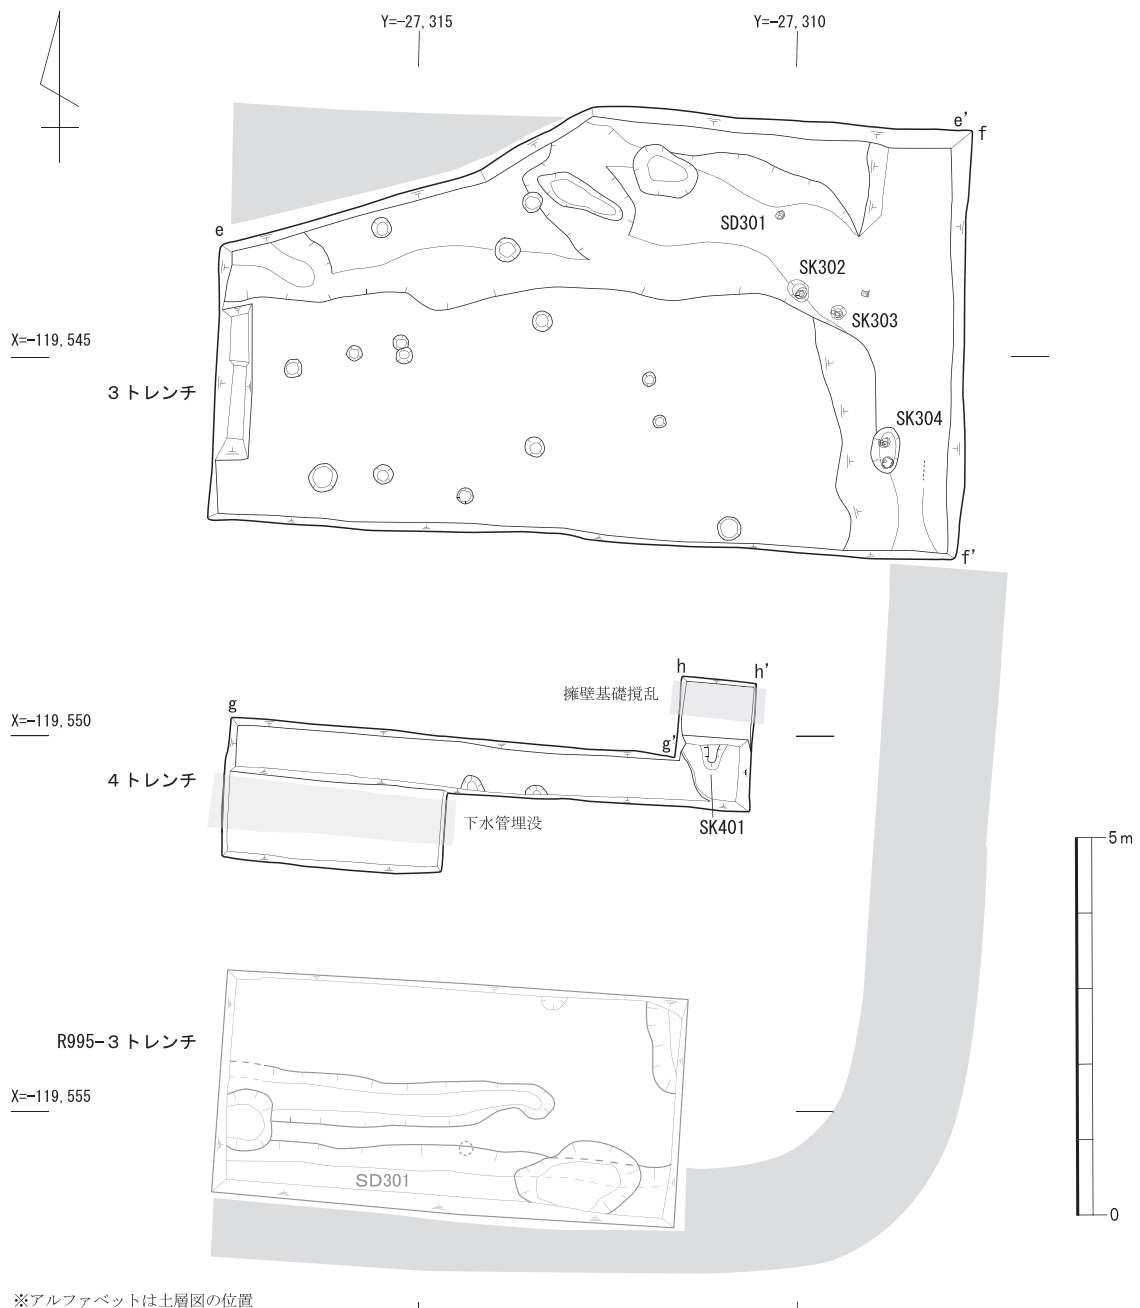 Y=-27,315
Y=-27,310
e'
f
SD301
e
SK302
SK303
X=-119,545
3トレンチ
SK304
f'
h
h'
擁壁基礎撹乱
g
X=-119,550
g'
4トレンチ
下水管埋没
SK401
5m
R995-3トレンチ
X=-119,555
SD301
0
※アルファベットは土層図の位置